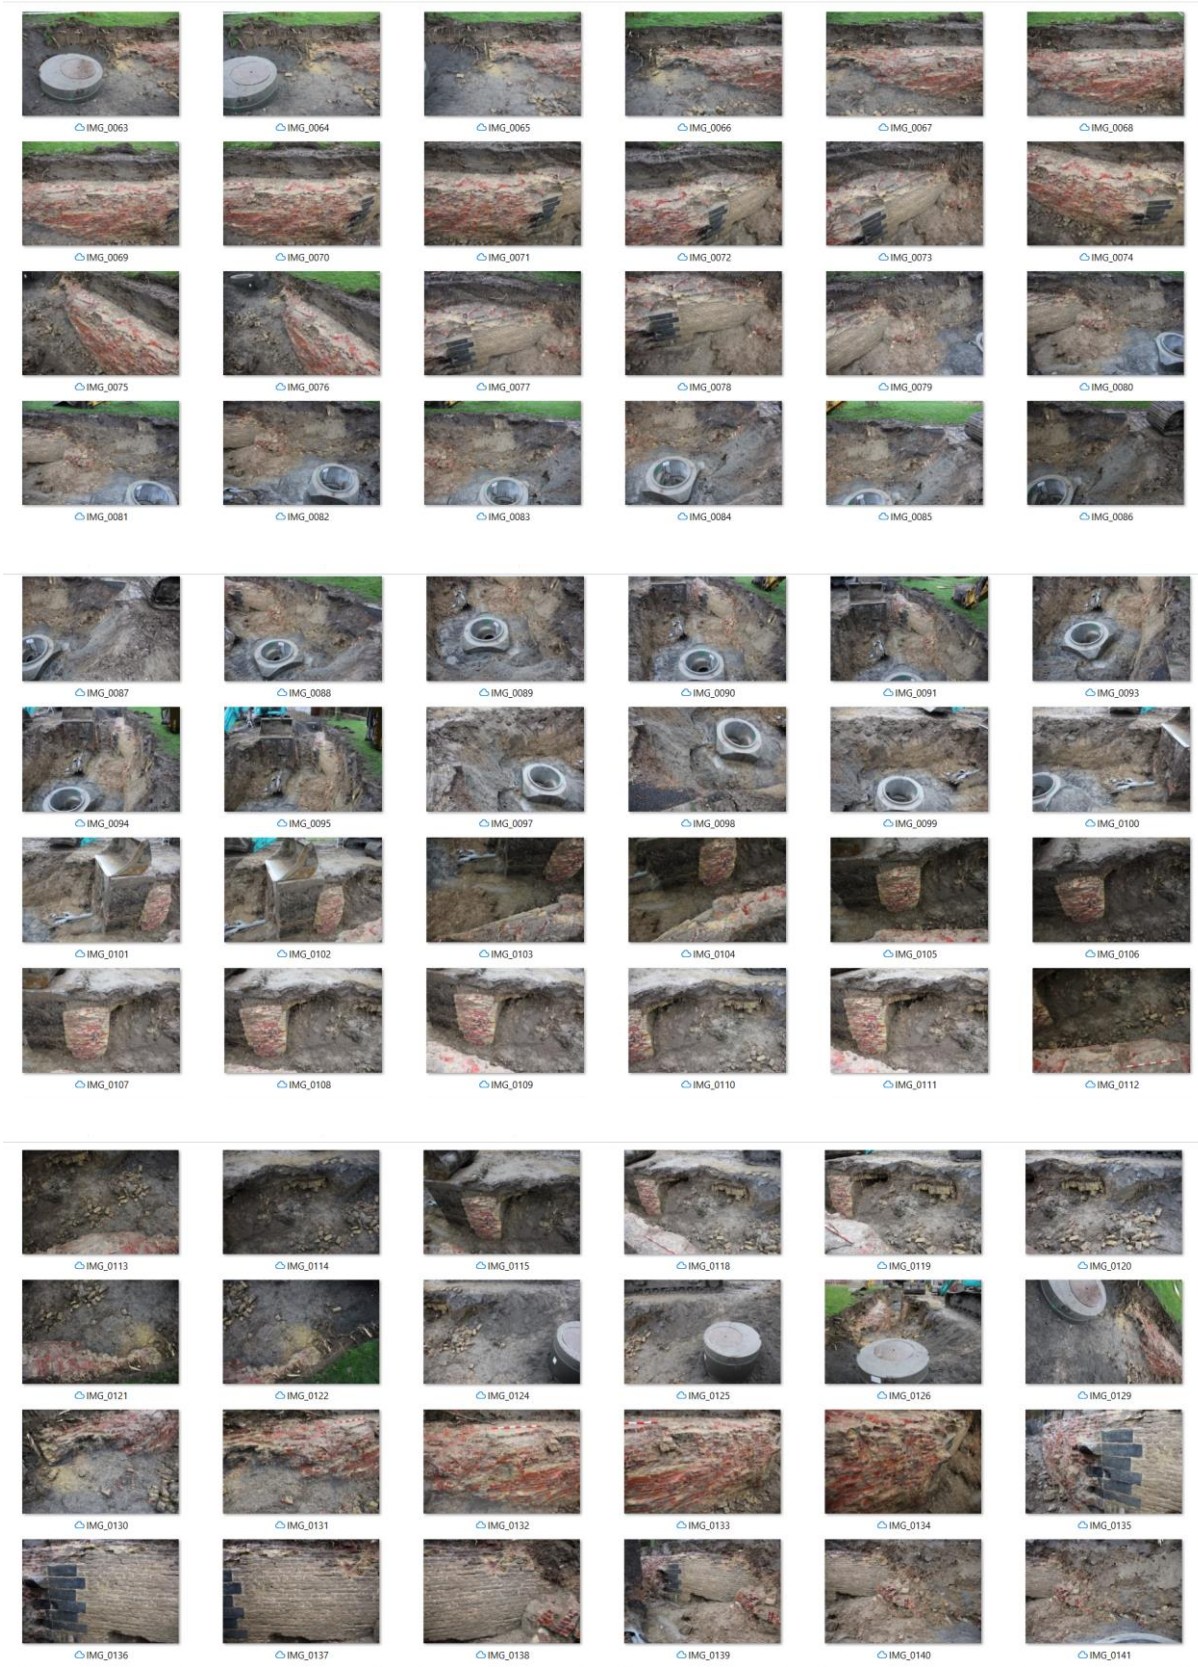 IMG_0063 IMG_0064 IMG_0065 IMG_0066 IMG_0067 IMG_0068
IMG_0069 IMG_0070 IMG_0071 IMG_0072 IMG_0073 IMG_0074
IMG_0075 IMG_0076 IMG_0077 IMG_0078 IMG_0079 IMG_0080
IMG_0081 IMG_0082 IMG_0083 IMG_0084 IMG_0085 IMG_0086
IMG_0087 IMG_0088 IMG_0089 IMG_0090 IMG_0091 IMG_0093
IMG_0094 IMG_0095 IMG_0097 IMG_0098 IMG_0099 IMG_0100
IMG_0101 IMG_0102 IMG_0103 IMG_0104 IMG_0105 IMG_0106
IMG_0107 IMG_0108 IMG_0109 IMG_0110 IMG_0111 IMG_0112
IMG_0113 IMG_0114 IMG_0115 IMG_0118 IMG_0119 IMG_0120
IMG_0121 IMG_0122 IMG_0124 IMG_0125 IMG_0126 IMG_0129
IMG_0130 IMG_0131 IMG_0132 IMG_0133 IMG_0134 IMG_0135
IMG_0136 IMG_0137 IMG_0138 IMG_0139 IMG_0140 IMG_0141